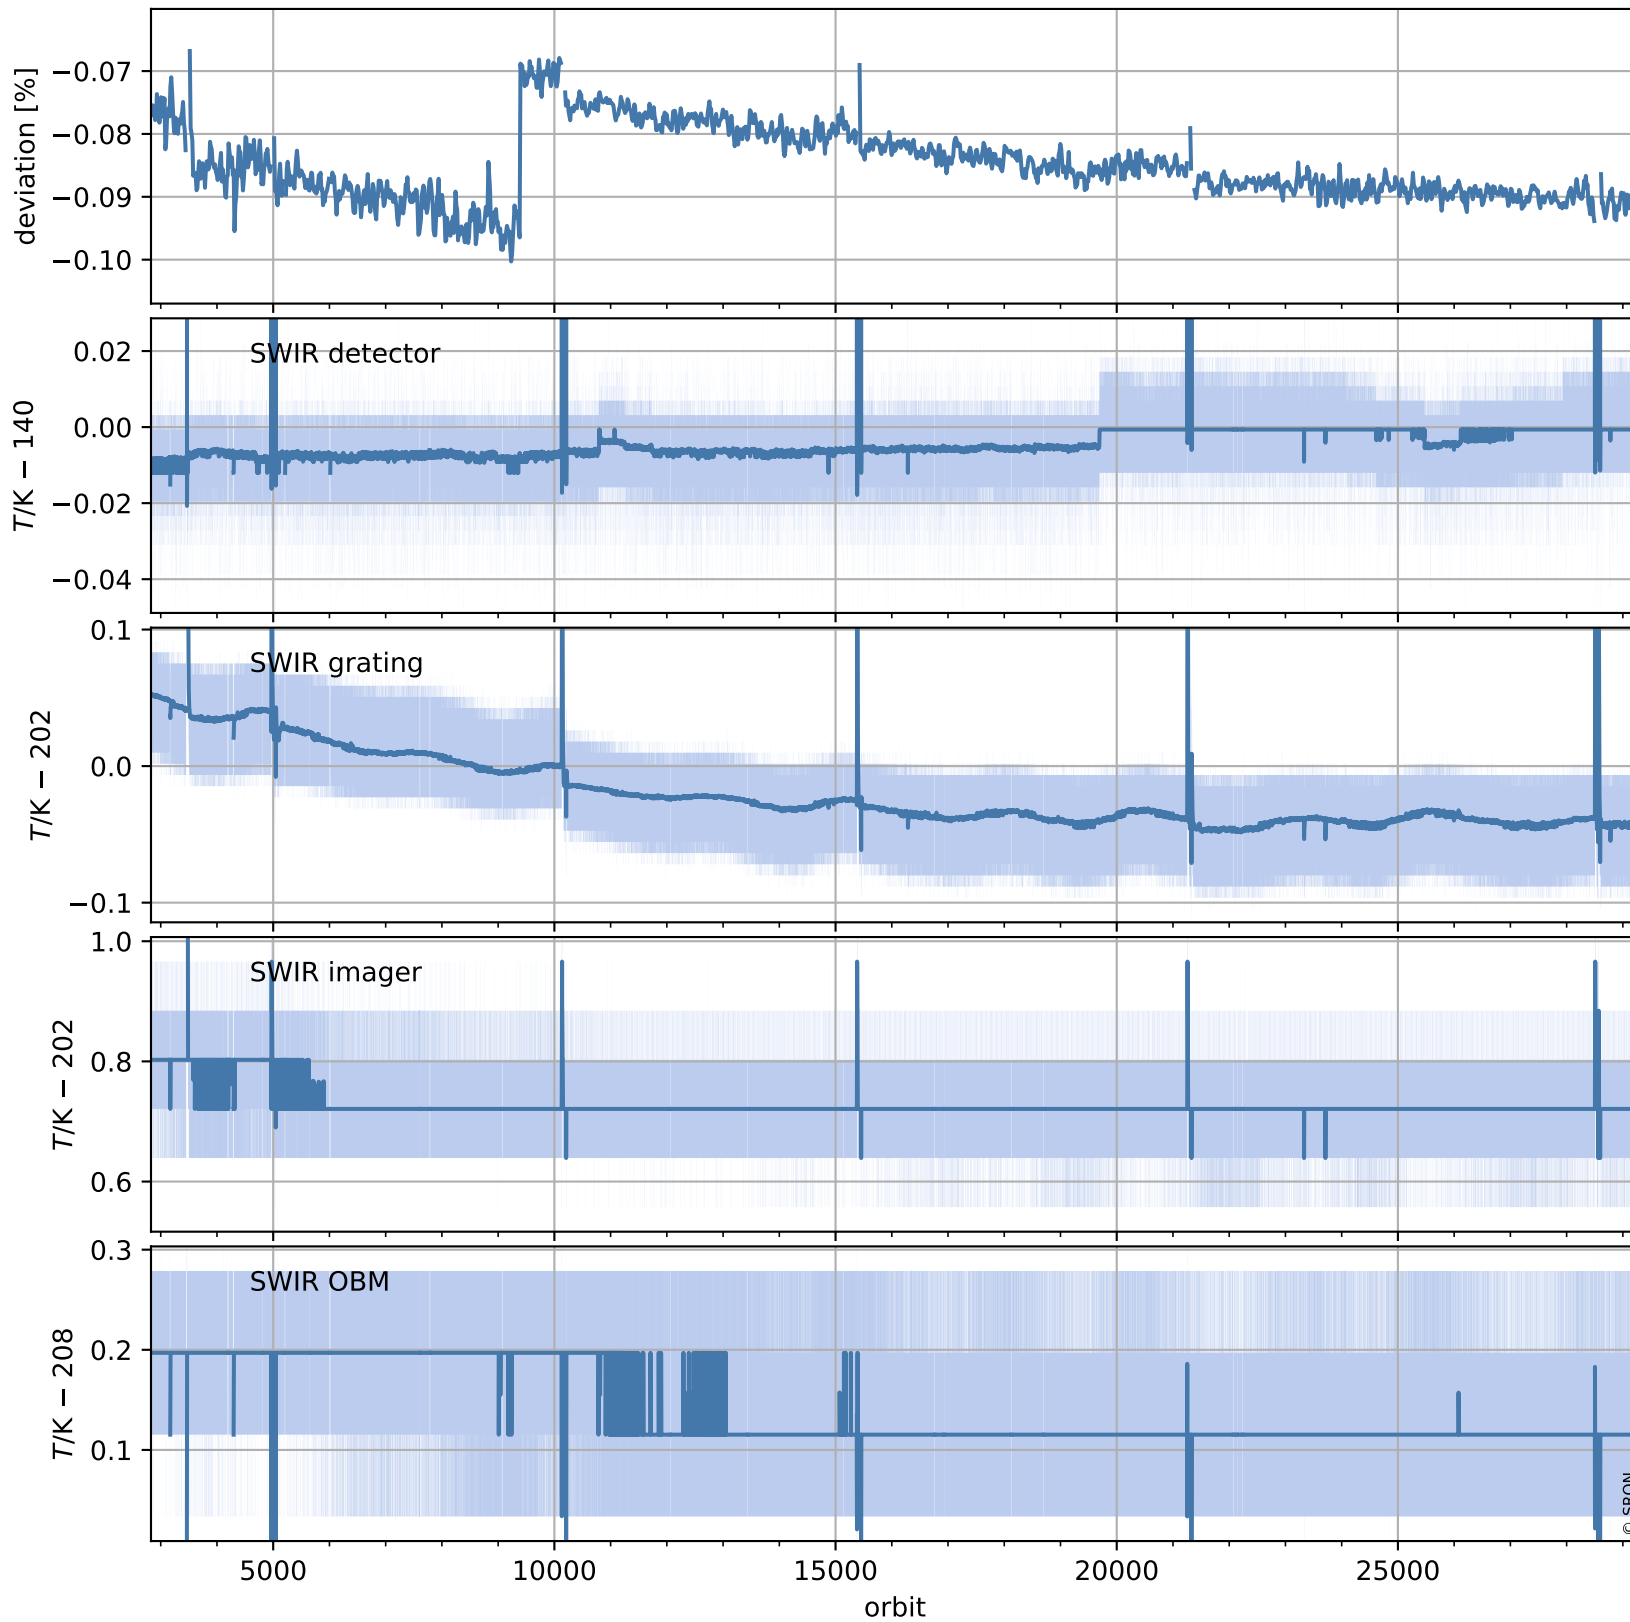 deviation [%]
−0.07
−0.08
−0.09
−0.10
SWIR detector
T/K − 140
0.02
0.00
−0.02
−0.04
SWIR grating
T/K − 202
0.1
0.0
−0.1
SWIR imager
T/K − 202
1.0
0.8
0.6
SWIR OBM
T/K − 208
0.3
0.2
0.1
© SRON
5000
10000
15000
20000
25000
orbit